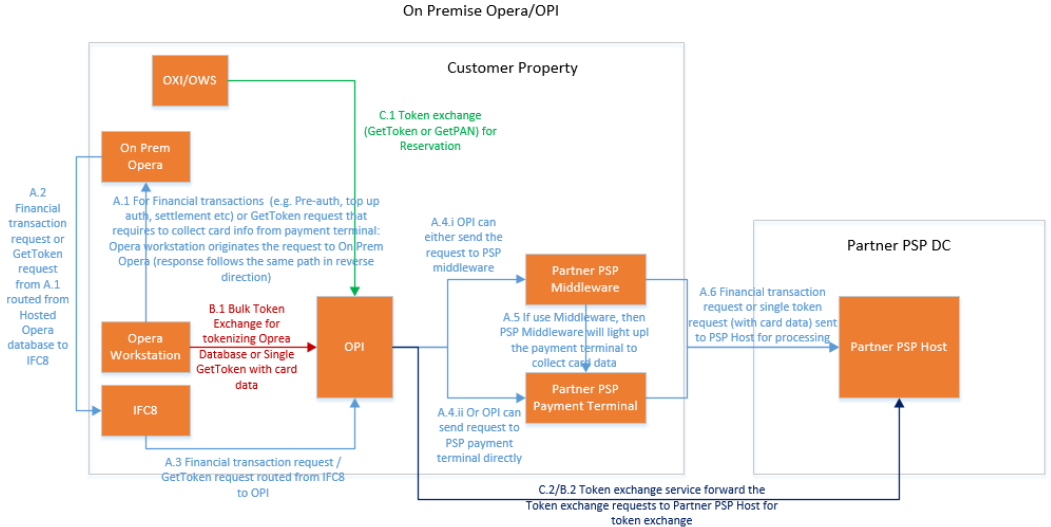 On Premise Opera/OPI
Customer Property
OXI/OWS
C.1 Token exchange
(GetToken or GetPAN) for
Reservation
On Prem
Opera
A.2
Financial
transaction
request or
GetToken
request
from A.1
routed from
Hosted
Opera
database to
IFC8
A.1 For Financial transactions (e.g. Pre-auth, top up
auth, settlement etc) or GetToken request that
requires to collect card info from payment terminal:
Opera workstation originates the request to On Prem
Opera (response follows the same path in reverse
direction)
A.4.i OPI can
either send the
request to PSP
middleware
Partner PSP DC
Partner PSP
Middleware
A.6 Financial transaction
request or single token
request (with card data) sent
to PSP Host for processing
B.1 Bulk Token
Exchange for
tokenizing Oprea
Database or Single
GetToken with card
data
A.5 If use Middleware, then
PSP Middleware will light upl
the payment terminal to
collect card data
Opera
Workstation
OPI
Partner PSP Host
Partner PSP
Payment Terminal
IFC8
A.4.ii Or OPI can
send request to
PSP payment
terminal directly
A.3 Financial transaction request /
GetToken request routed from IFC8
to OPI
C.2/B.2 Token exchange service forward the
Token exchange requests to Partner PSP Host for
token exchange